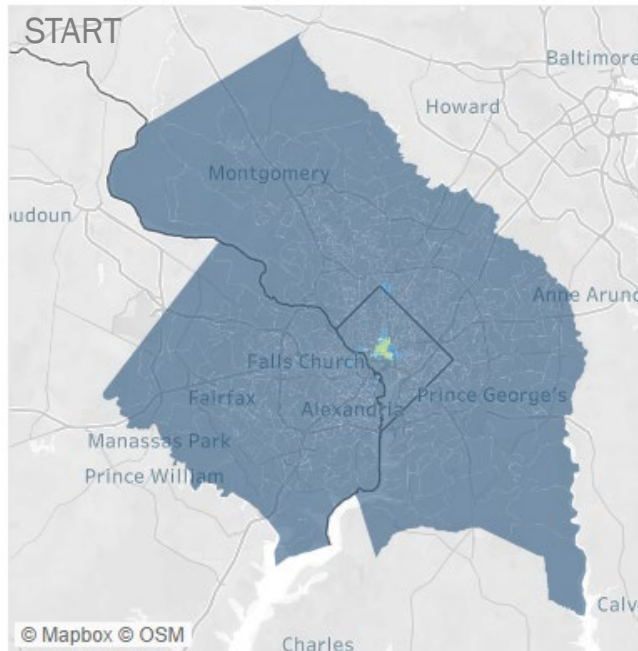 START
Baltimore
Howard
Montgomery
oudoun
Anne Arund
Falls Church
Prince George's
Fairfax
Alexandria
Manassas Park
Prince William
Calv
© Mapbox © OSM
Charles